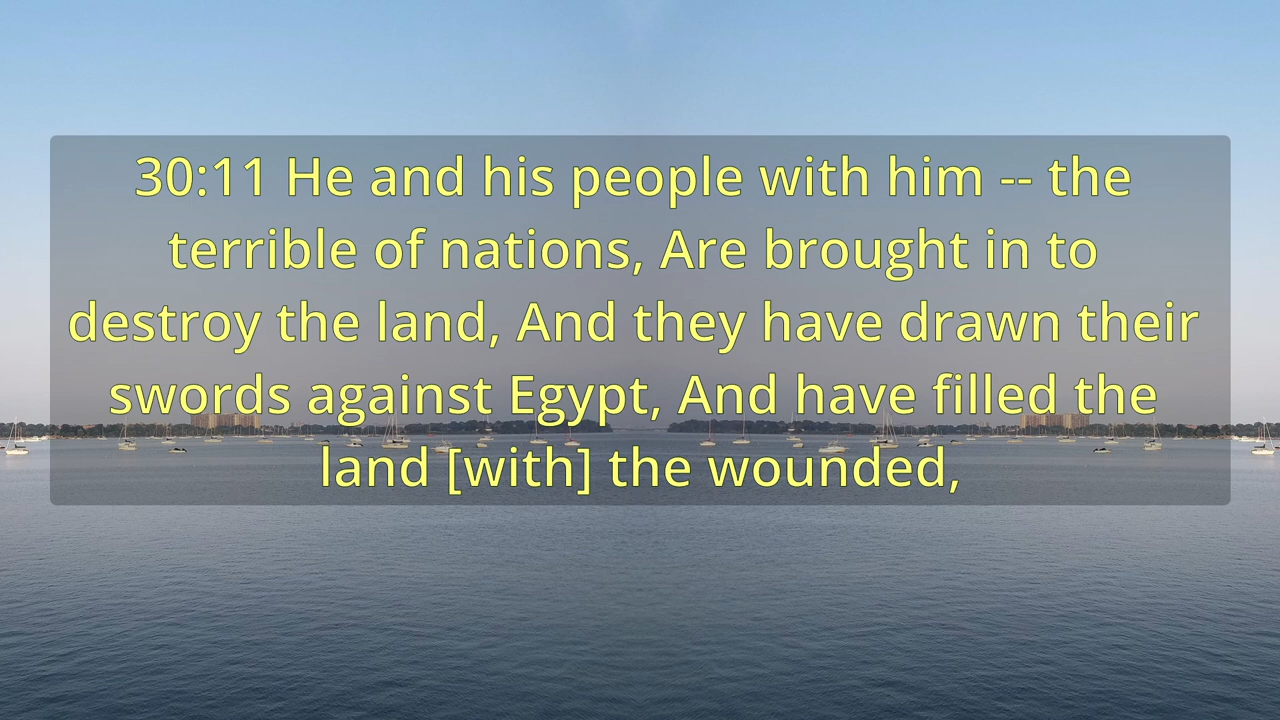 30:11 He and his people with him -- the
terrible of nations, Are brought in to
destroy the land, And they have drawn their
swords against Egypt, And have filled the
land [with] the wounded,